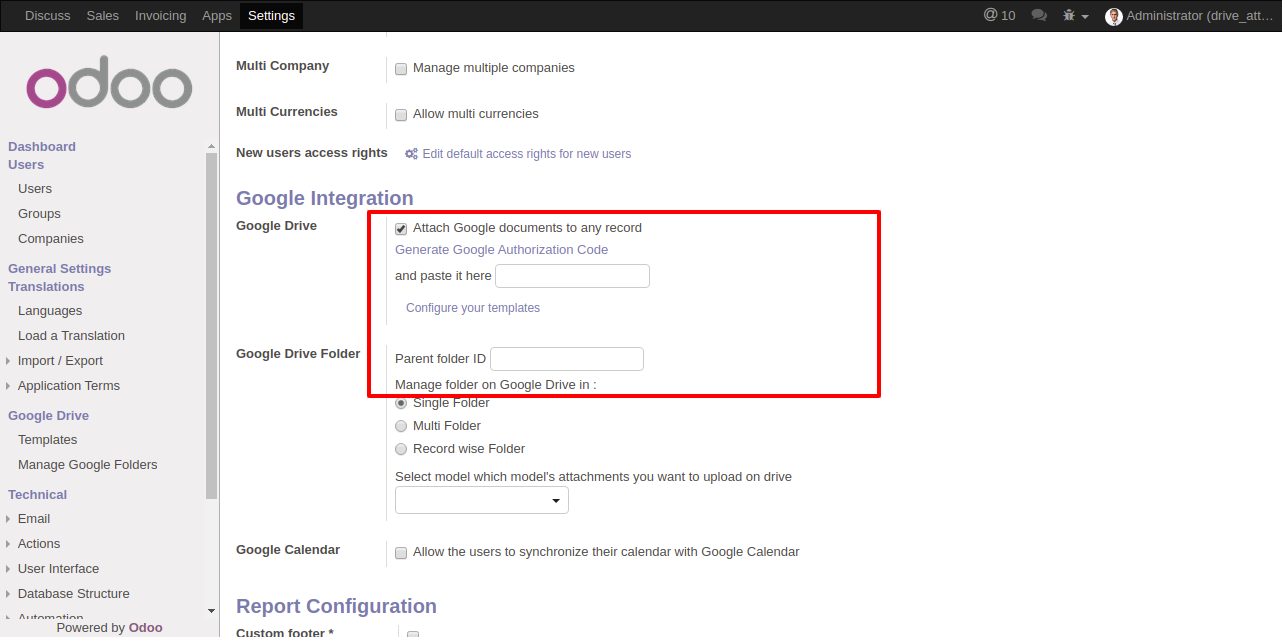 Discuss Sales Invoicing Apps Settings @ 10 Administrator (drive_att...
odoo
Dashboard
Users
Users
Groups
Companies
General Settings
Translations
Languages
Load a Translation
Import / Export
Application Terms
Google Drive
Templates
Manage Google Folders
Technical
Email
Actions
User Interface
Database Structure
Automation
Powered by Odoo
Multi Company Manage multiple companies
Multi Currencies Allow multi currencies
New users access rights Edit default access rights for new users
Google Integration
Google Drive Attach Google documents to any record
Generate Google Authorization Code
and paste it here
Configure your templates
Google Drive Folder Parent folder ID
Manage folder on Google Drive in :
Single Folder
Multi Folder
Record wise Folder
Select model which model's attachments you want to upload on drive
Google Calendar Allow the users to synchronize their calendar with Google Calendar
Report Configuration
Custom footer *